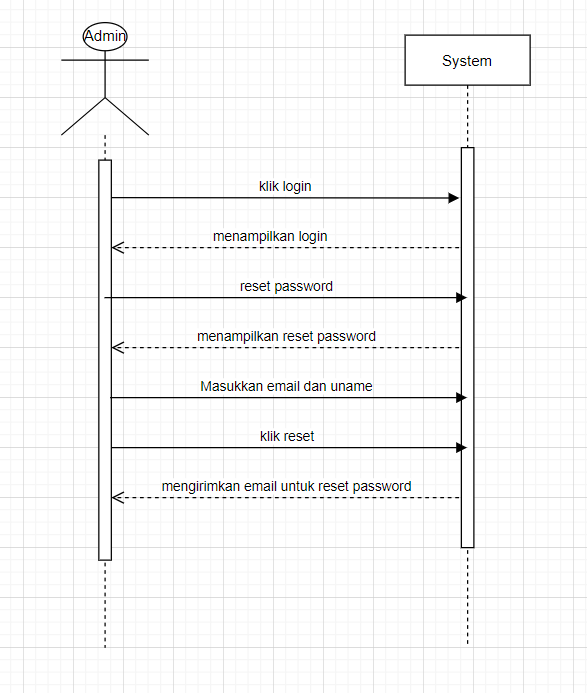 Admin
System
klik login
menampilkan login
reset password
menampilkan reset password
Masukkan email dan uname
klik reset
mengirimkan email untuk reset password